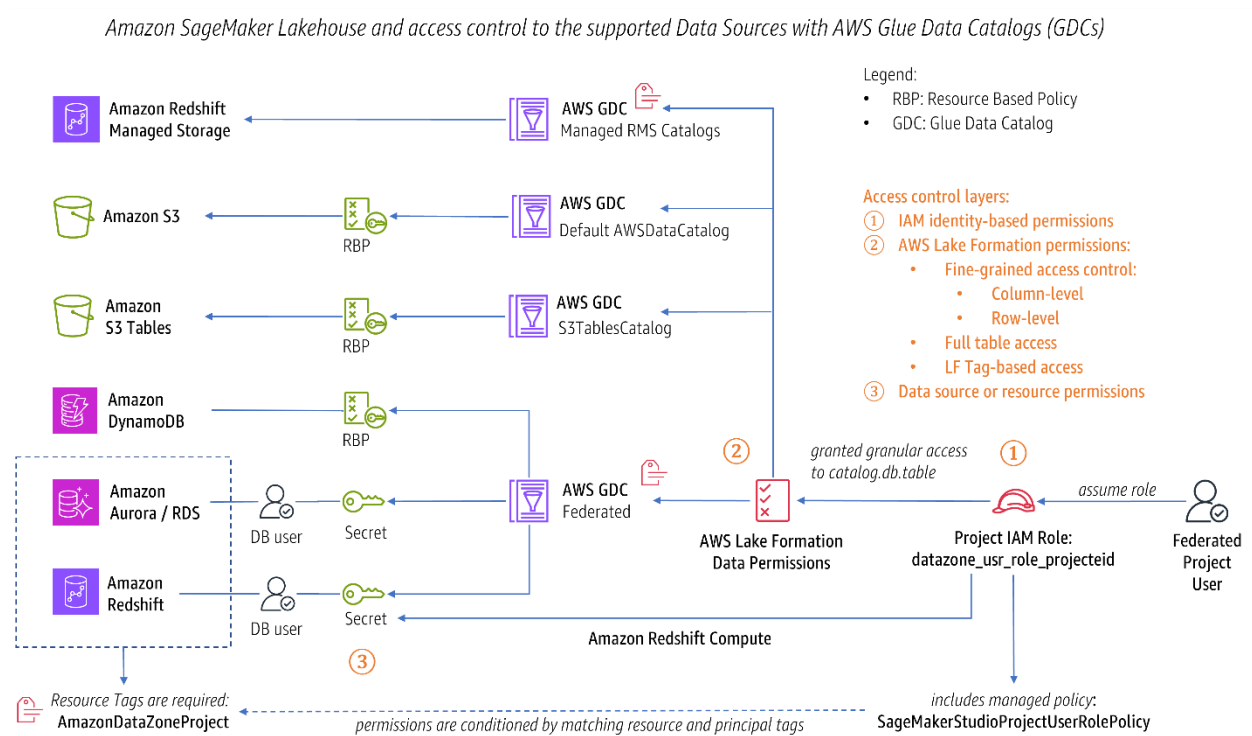 Amazon SageMaker Lakehouse and access control to the supported Data Sources with AWS Glue Data Catalogs (GDCs)
Legend:
• RBP: Resource Based Policy
• GDC: Glue Data Catalog
Amazon Redshift
Managed Storage
AWS GDC
Managed RMS Catalogs
Amazon S3
RBP
AWS GDC
Default AWSDataCatalog
Access control layers:
1 IAM identity-based permissions
2 AWS Lake Formation permissions:
• Fine-grained access control:
• Column-level
• Row-level
• Full table access
• LF Tag-based access
3 Data source or resource permissions
Amazon
S3 Tables
RBP
AWS GDC
S3TablesCatalog
Amazon
DynamoDB
RBP
Amazon
Aurora / RDS
DB user
Secret
AWS GDC
Federated
2
AWS Lake Formation
Data Permissions
granted granular access
to catalog.db.table
1
Project IAM Role:
datazone_usr_role_projecteid
assume role
Federated
Project
User
Amazon
Redshift
DB user
Secret
3
Amazon Redshift Compute
Resource Tags are required:
AmazonDataZoneProject
permissions are conditioned by matching resource and principal tags
includes managed policy:
SageMakerStudioProjectUserRolePolicy